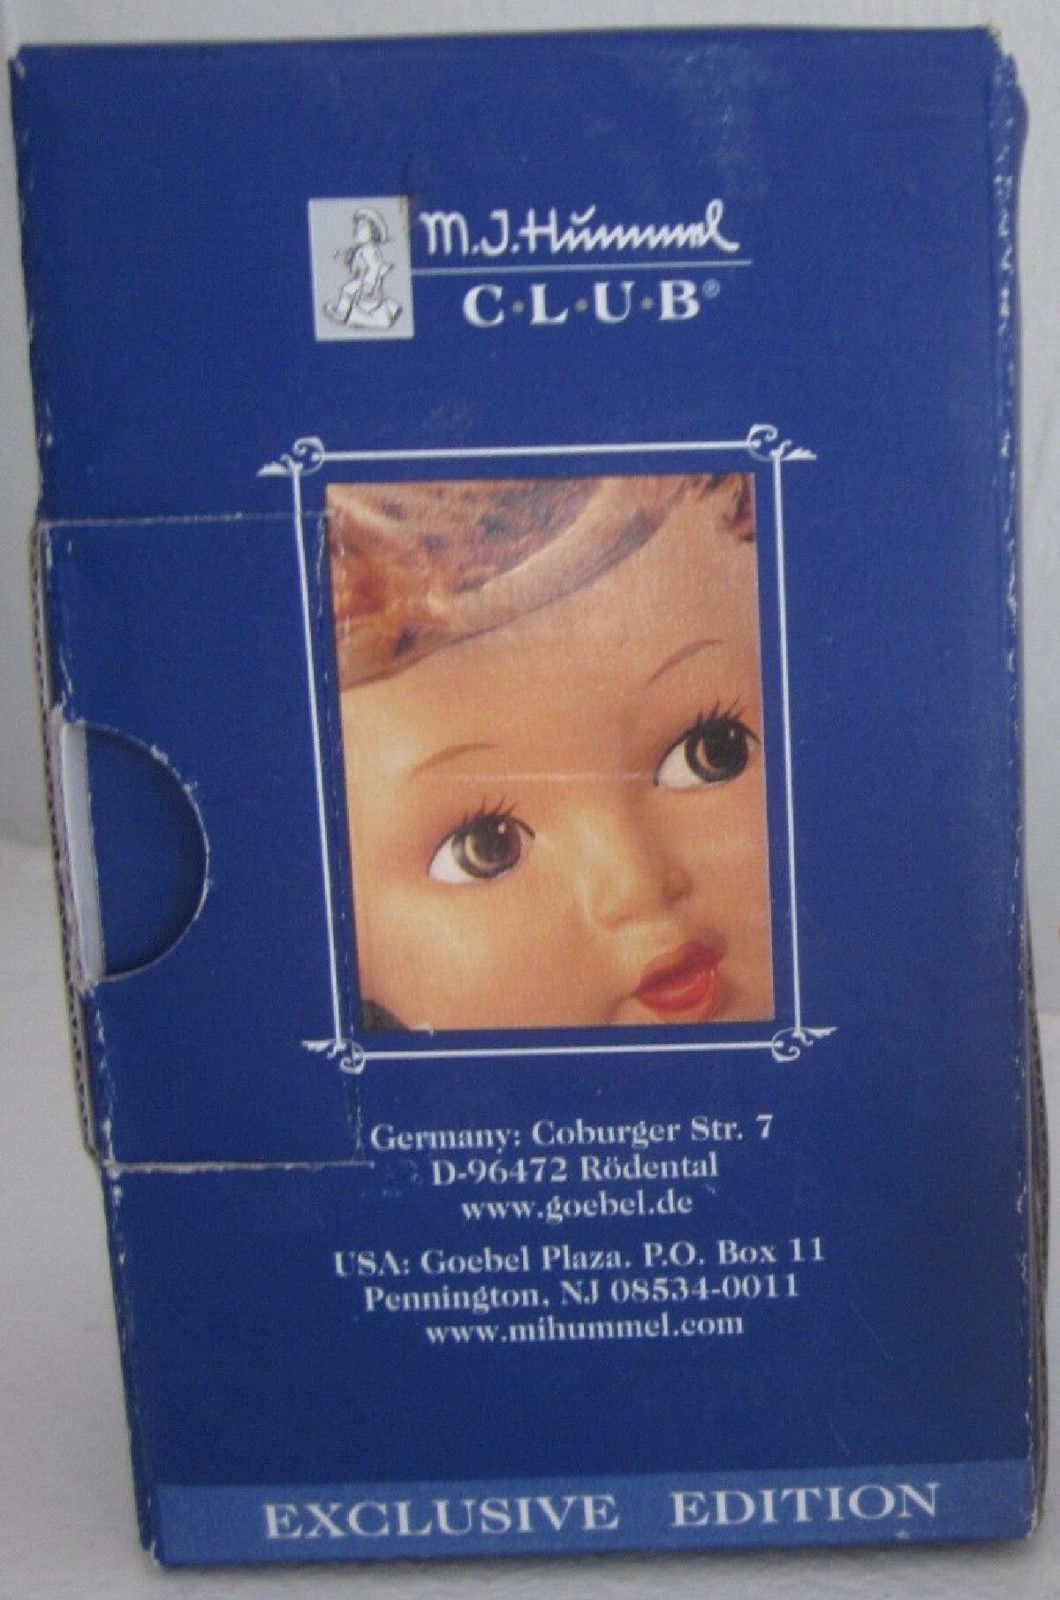 M.J.Hummel
C·L·U·B®
Germany: Coburger Str. 7
D-96472 Rödental
www.goebel.de
USA: Goebel Plaza, P.O. Box 11
Pennington, NJ 08534-0011
www.mihummel.com
EXCLUSIVE EDITION